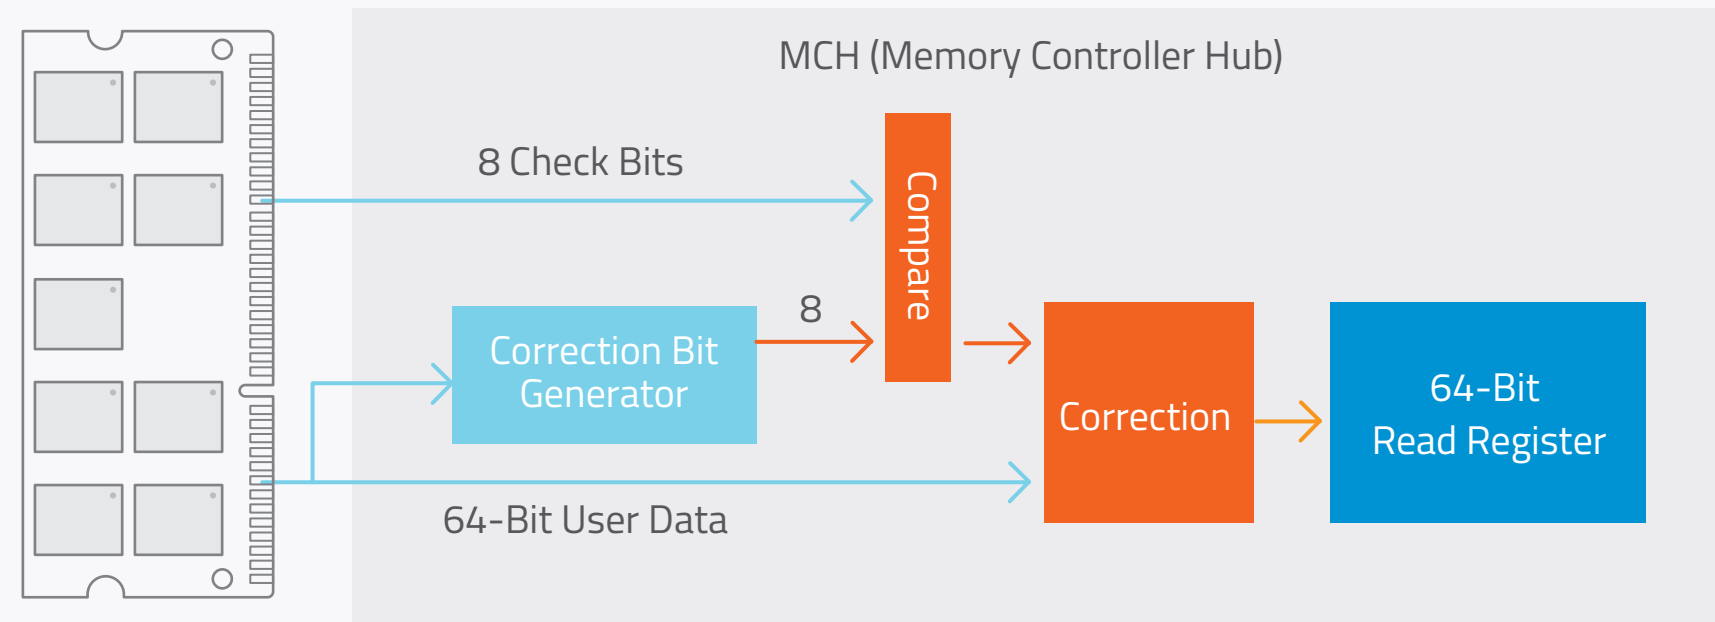 MCH (Memory Controller Hub)
8 Check Bits
Compare
8
Correction Bit
Generator
Correction
64-Bit
Read Register
64-Bit User Data